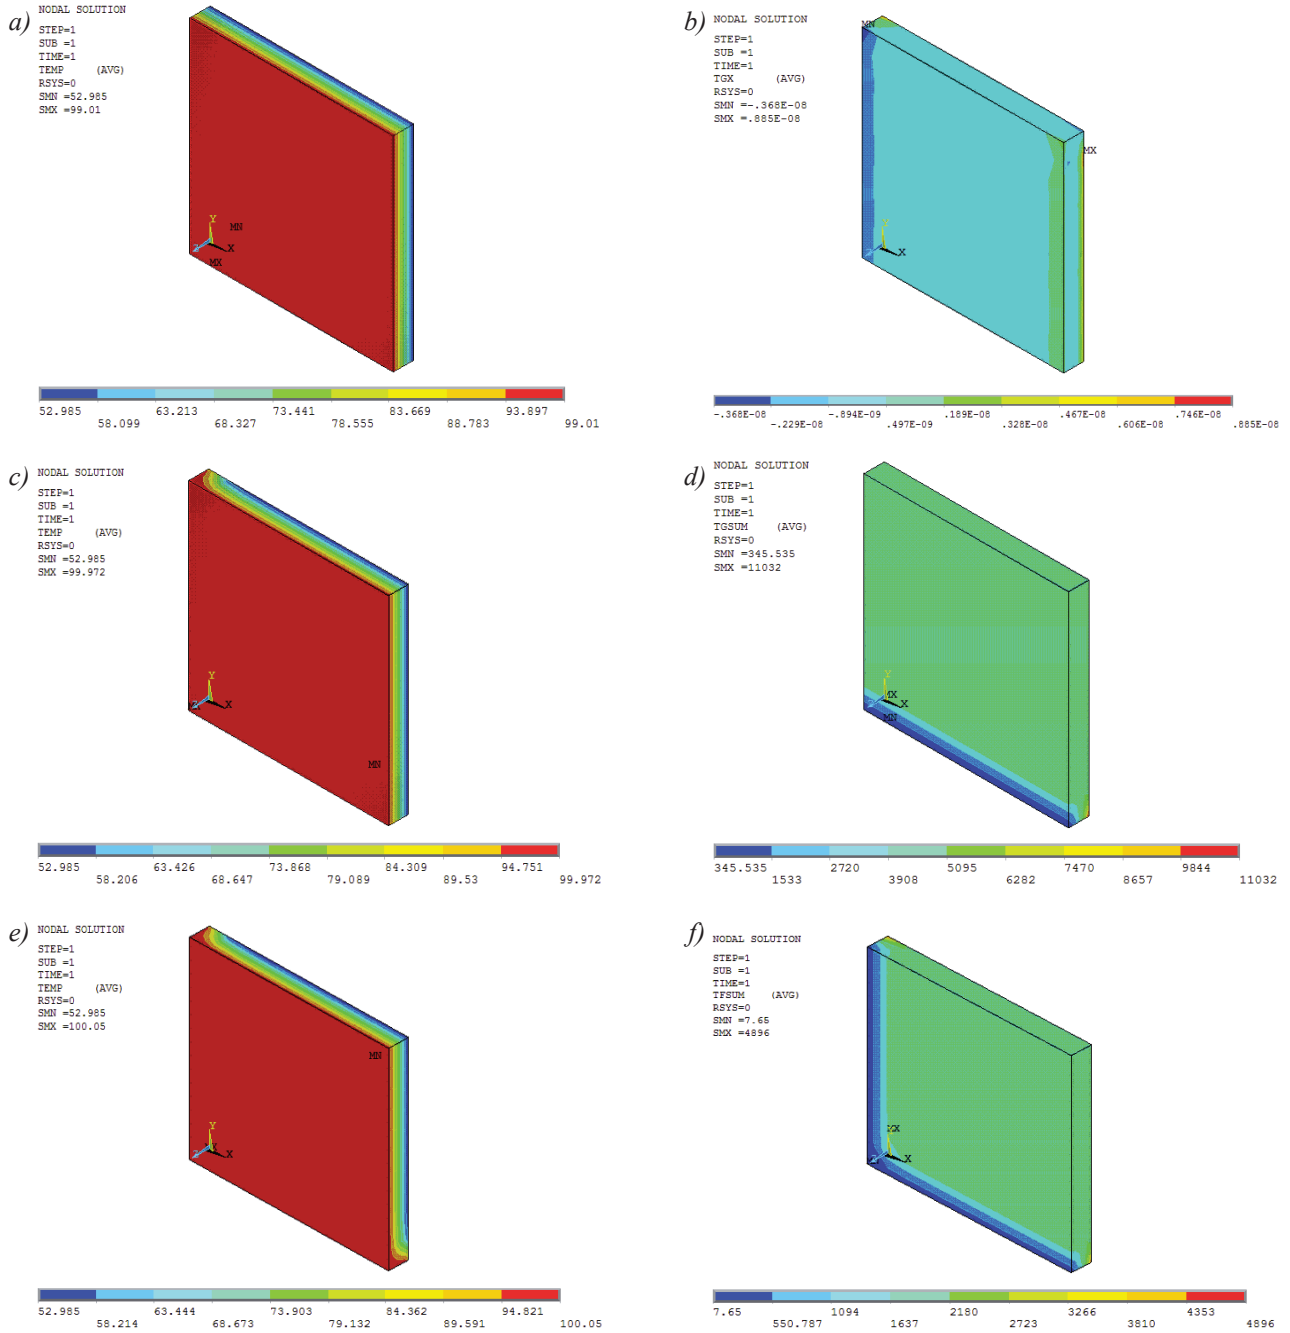 a)
NODAL SOLUTION
STEP=1
SUB =1
TIME=1
TEMP (AVG)
RSYS=0
SMN =52.985
SMX =99.01
Y
MN
Z
X
MX
52.985 63.213 73.441 83.669 93.897
58.099 68.327 78.555 88.783 99.01
b)
NODAL SOLUTION
STEP=1
SUB =1
TIME=1
TGX (AVG)
RSYS=0
SMN =-.368E-08
SMX =.885E-08
MN
MX
Y
Z
X
-.368E-08 -.894E-09 .189E-08 .467E-08 .746E-08
-.229E-08 .497E-09 .328E-08 .606E-08 .885E-08
c)
NODAL SOLUTION
STEP=1
SUB =1
TIME=1
TEMP (AVG)
RSYS=0
SMN =52.985
SMX =99.972
Y
Z
X
MN
52.985 63.426 73.868 84.309 94.751
58.206 68.647 79.089 89.53 99.972
d)
NODAL SOLUTION
STEP=1
SUB =1
TIME=1
TGSUM (AVG)
RSYS=0
SMN =345.535
SMX =11032
Y
MX
Z
X
MN
345.535 2720 5095 7470 9844
1533 3908 6282 8657 11032
e)
NODAL SOLUTION
STEP=1
SUB =1
TIME=1
TEMP (AVG)
RSYS=0
SMN =52.985
SMX =100.05
MN
Y
Z
X
52.985 63.444 73.903 84.362 94.821
58.214 68.673 79.132 89.591 100.05
f)
NODAL SOLUTION
STEP=1
SUB =1
TIME=1
TFSUM (AVG)
RSYS=0
SMN =7.65
SMX =4896
MX
Z
X
7.65 1094 2180 3266 4353
550.787 1637 2723 3810 4896